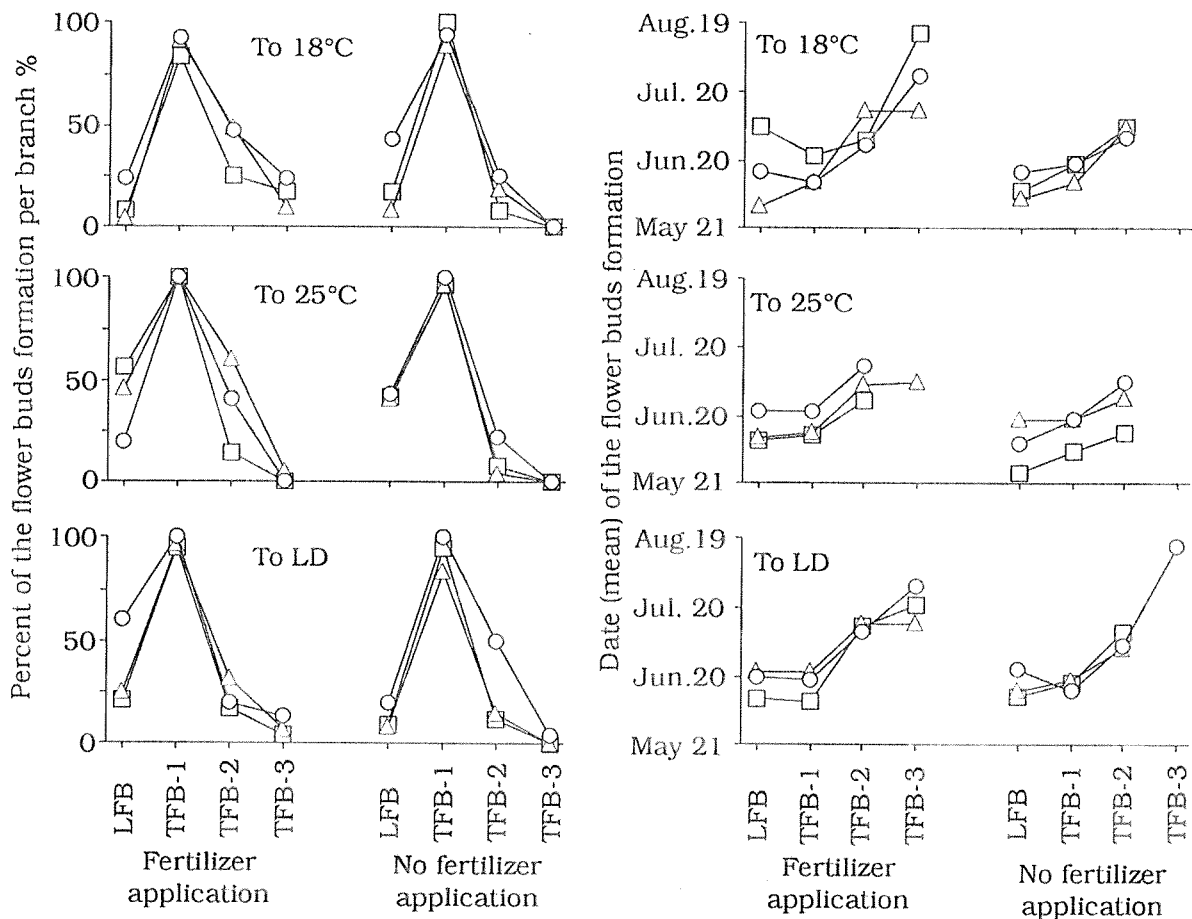 Percent of the flower buds formation per branch %
100
To 18°C
50
0
100
To 25°C
50
0
100
To LD
50
0
LFB
TFB-1
TFB-2
TFB-3
LFB
TFB-1
TFB-2
TFB-3
Fertilizer
application
No fertilizer
application
Date (mean) of the flower buds formation
Aug.19
To 18°C
Jul. 20
Jun.20
May 21
Aug.19
To 25°C
Jul. 20
Jun.20
May 21
Aug.19
To LD
Jul.20
Jun.20
May 21
LFB
TFB-1
TFB-2
TFB-3
LFB
TFB-1
TFB-2
TFB-3
Fertilizer
application
No fertilizer
application